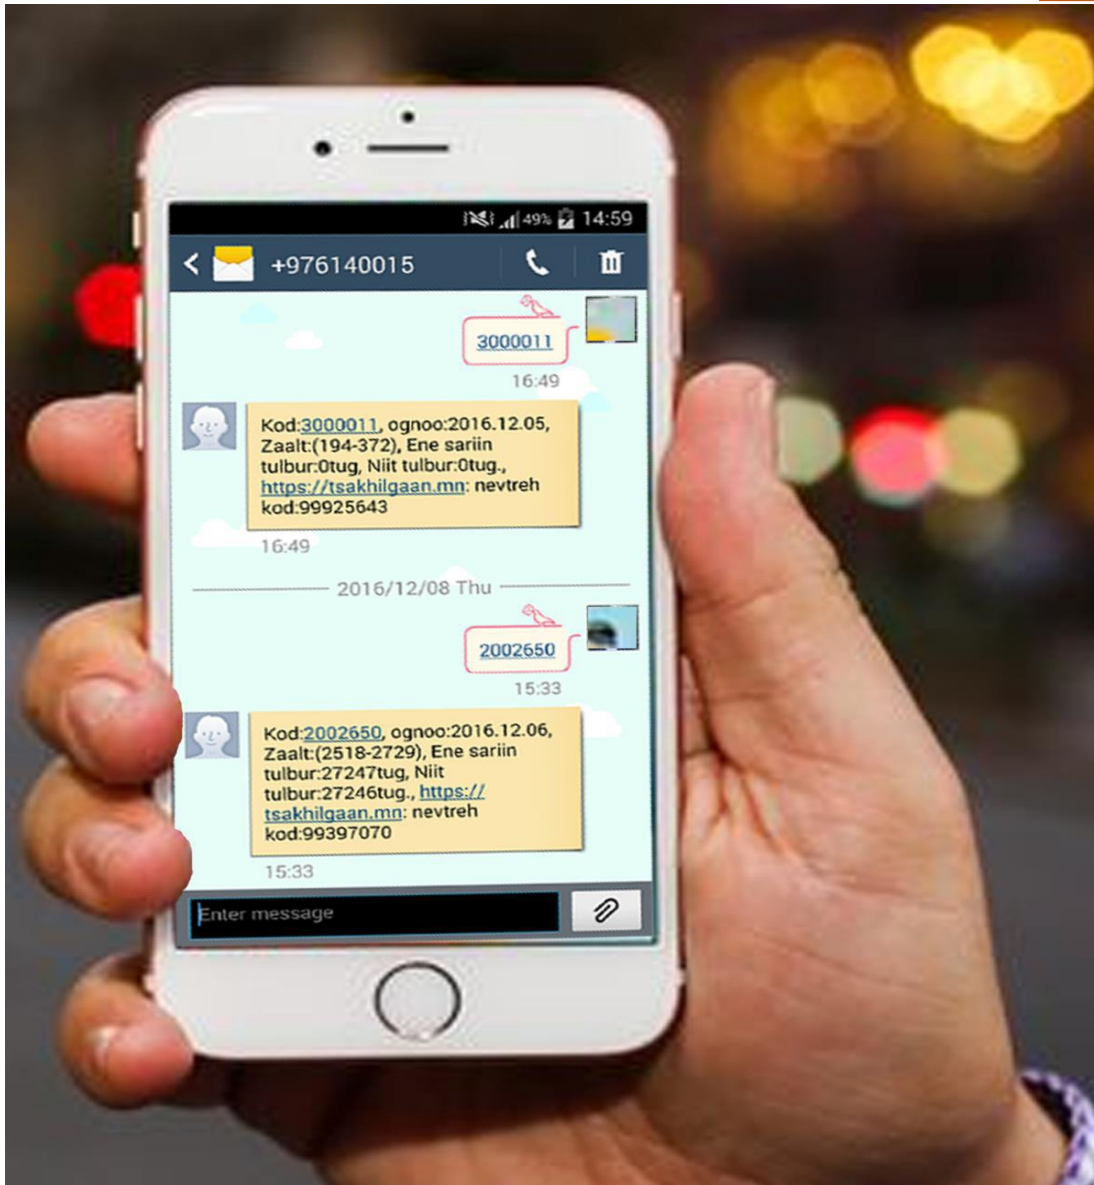 49% 14:59
+976140015
3000011
16:49
Kod:3000011, ognoo:2016.12.05,
Zaalt:(194-372), Ene sariin
tulbur:0tug, Niit tulbur:0tug.,
https://tsakhilgaan.mn: nevtreh
kod:99925643
16:49
2016/12/08 Thu
2002650
15:33
Kod:2002650, ognoo:2016.12.06,
Zaalt:(2518-2729), Ene sariin
tulbur:27247tug, Niit
tulbur:27246tug., https://
tsakhilgaan.mn: nevtreh
kod:99397070
15:33
Enter message